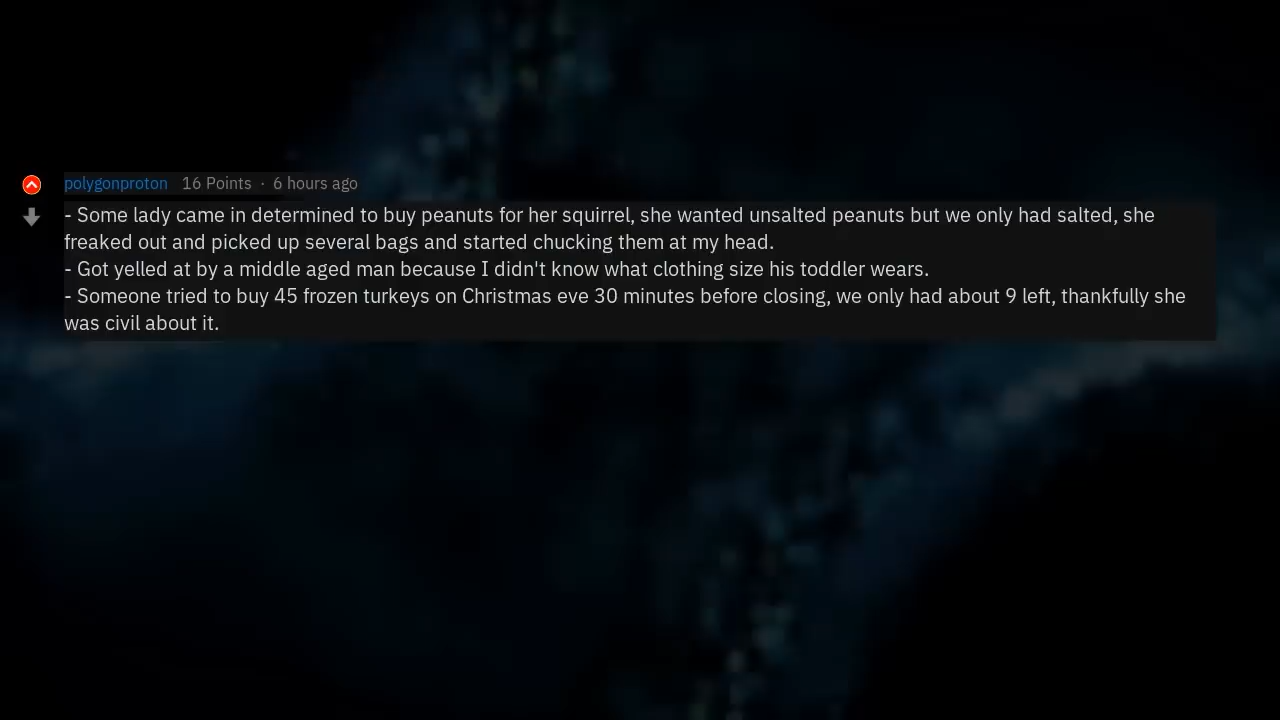 polygonproton 16 Points · 6 hours ago
- Some lady came in determined to buy peanuts for her squirrel, she wanted unsalted peanuts but we only had salted, she
freaked out and picked up several bags and started chucking them at my head.
- Got yelled at by a middle aged man because I didn't know what clothing size his toddler wears.
- Someone tried to buy 45 frozen turkeys on Christmas eve 30 minutes before closing, we only had about 9 left, thankfully she
was civil about it.